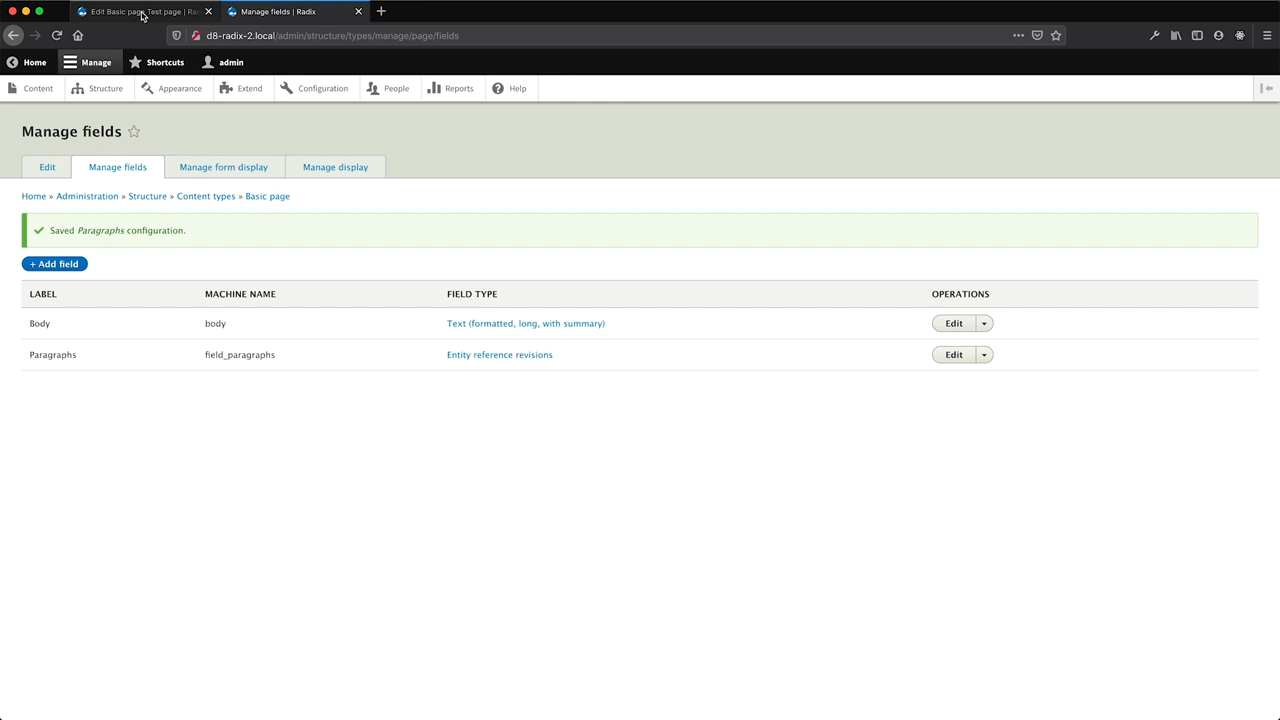 Edit Basic page Test page | Ra
Manage fields | Radix
d8-radix-2.local/admin/structure/types/manage/page/fields
Home
Manage
Shortcuts
admin
Content
Structure
Appearance
Extend
Configuration
People
Reports
Help
Manage fields
Edit
Manage fields
Manage form display
Manage display
Home » Administration » Structure » Content types » Basic page
Saved Paragraphs configuration.
+ Add field
LABEL MACHINE NAME FIELD TYPE OPERATIONS
Body body Text (formatted, long, with summary) Edit
Paragraphs field_paragraphs Entity reference revisions Edit